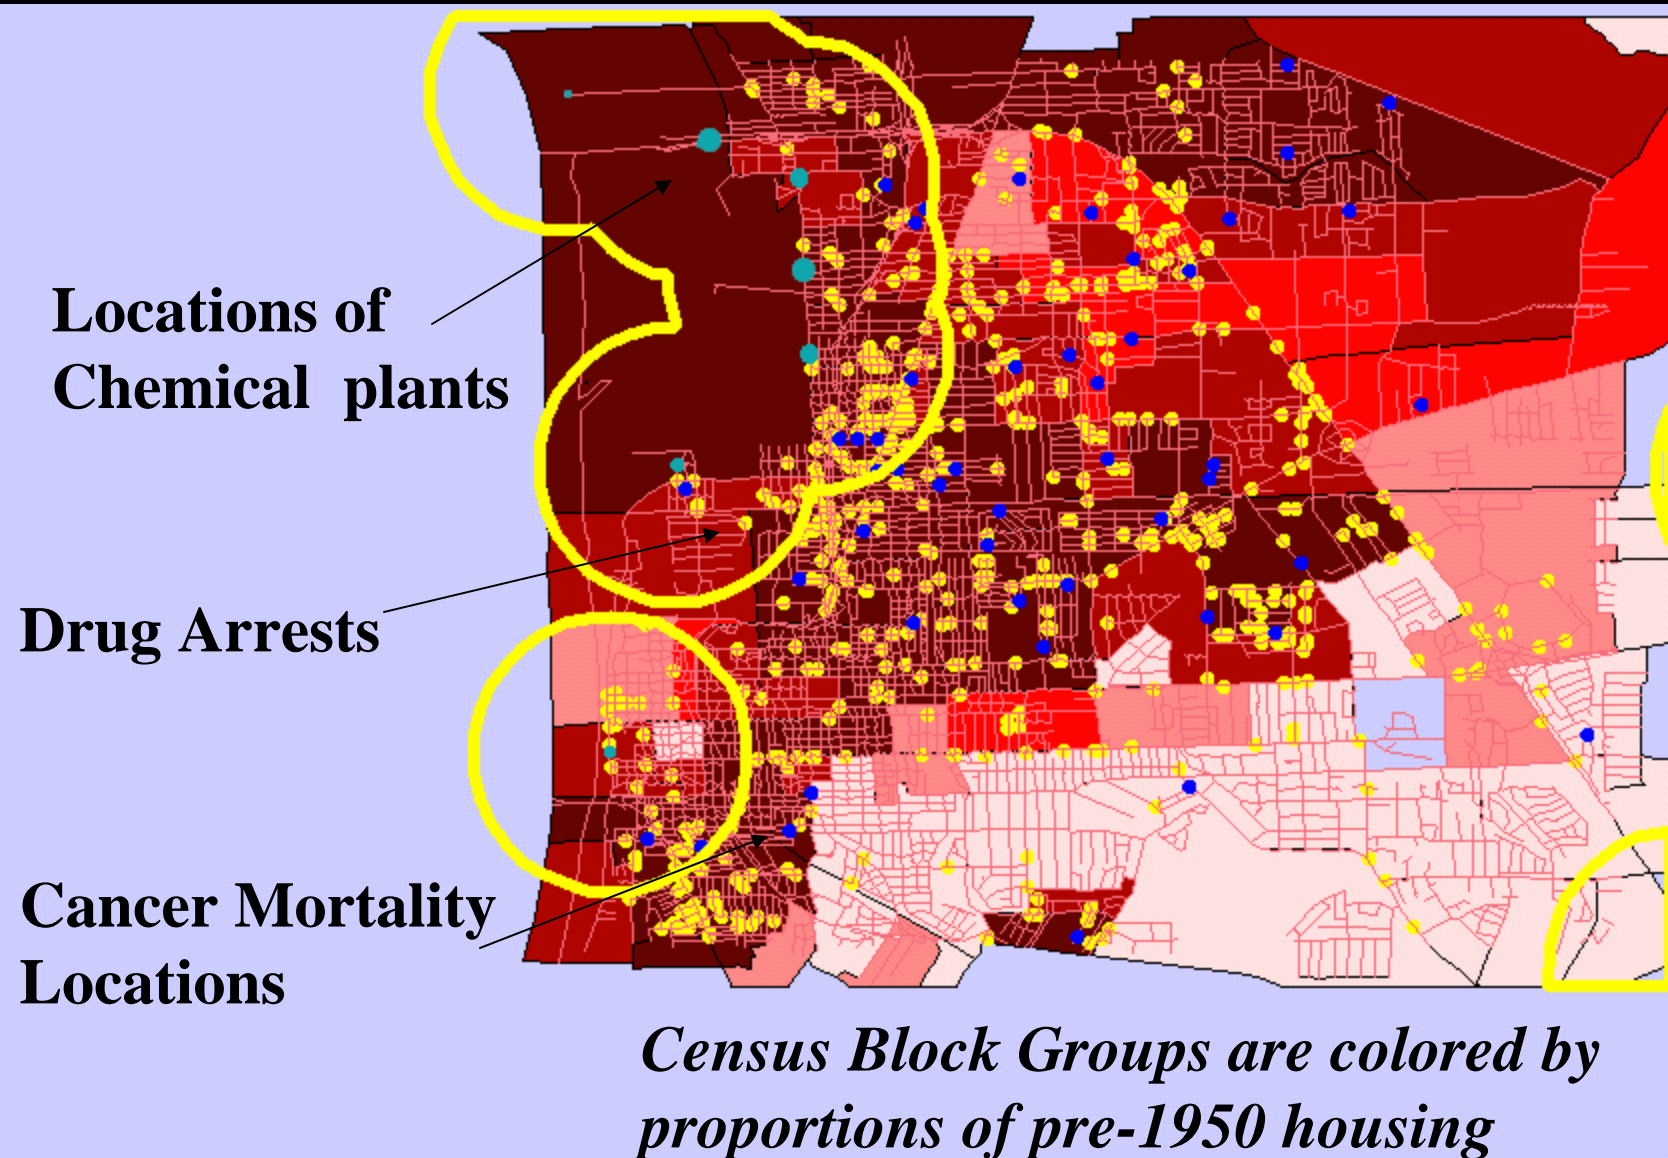 Locations of
Chemical plants
Drug Arrests
Cancer Mortality
Locations
Census Block Groups are colored by
proportions of pre-1950 housing